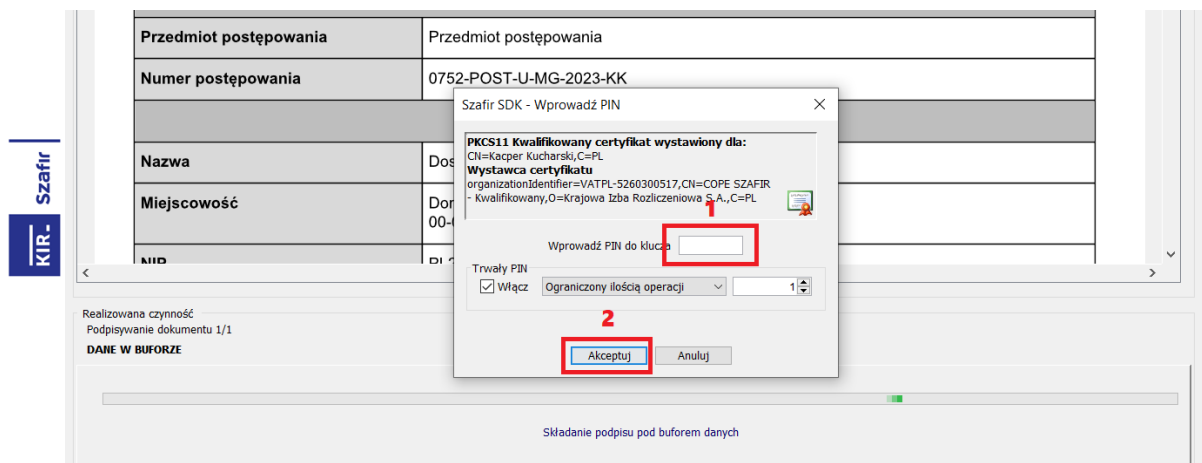 Przedmiot postępowania Przedmiot postępowania
Numer postępowania 0752-POST-U-MG-2023-KK
Szafir SDK - Wprowadź PIN
PKCS11 Kwalifikowany certyfikat wystawiony dla:
CN=Kacper Kucharski,C=PL
Wystawca certyfikatu
organizationIdentifier=VATPL-5260300517,CN=COPE SZAFIR
- Kwalifikowany,O=Krajowa Izba Rozliczeniowa S.A.,C=PL
Nazwa Dos
Miejscowość Dor
00-
1
Wprowadź PIN do klucza
NIP
Trwały PIN
Włącz Ograniczony ilością operacji 1
2
Akceptuj Anuluj
KIR Szafir
Realizowana czynność
Podpisywanie dokumentu 1/1
DANE W BUFORZE
Składanie podpisu pod buforem danych